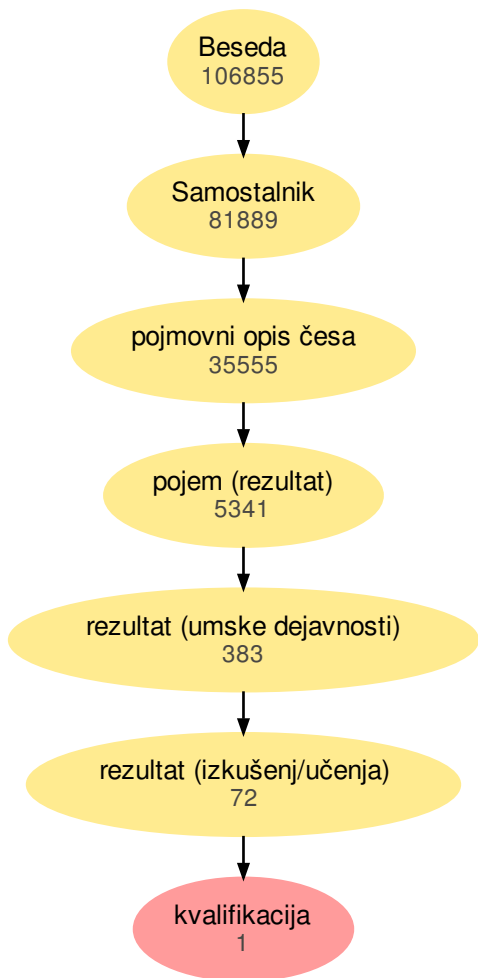 Beseda
106855
Samostalnik
81889
pojmovni opis česa
35555
pojem (rezultat)
5341
rezultat (umske dejavnosti)
383
rezultat (izkušenj/učenja)
72
kvalifikacija
1